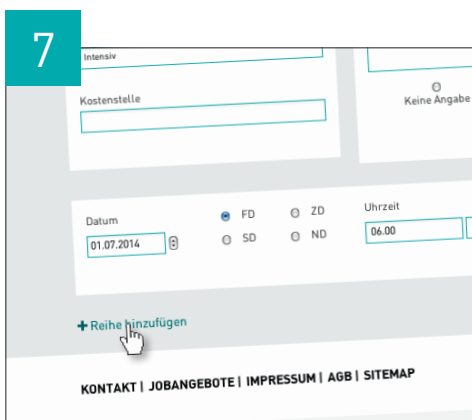 7
Intensiv
Kostenstelle
Keine Angabe
Datum
FD
ZD
Uhrzeit
01.07.2014
SD
ND
06.00
+ Reihe hinzufügen
KONTAKT | JOBANGEBOTE | IMPRESSUM | AGB | SITEMAP